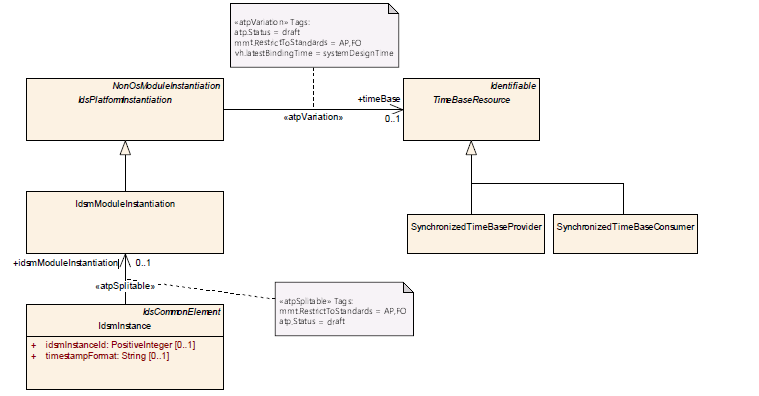 «atpVariation» Tags:
atp.Status = draft
mmt.RestrictToStandards = AP,FO
vh.latestBindingTime = systemDesignTime
NonOsModuleInstantiation
IdsPlatformInstantiation
+timeBase
«atpVariation»
0..1
Identifiable
TimeBaseResource
IdsmModuleInstantiation
SynchronizedTimeBaseProvider
SynchronizedTimeBaseConsumer
+idsmModuleInstantiation
0..1
«atpSplitable»
«atpSplitable» Tags:
mmt.RestrictToStandards = AP,FO
atp.Status = draft
IdsCommonElement
IdsmInstance
+ idsmInstanceId: PositiveInteger [0..1]
+ timestampFormat: String [0..1]